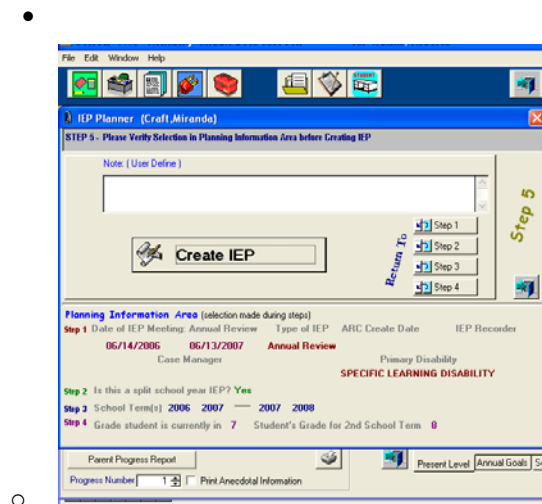 File Edit Window Help
STUDENT
IEP Planner (Craft,Miranda)
STEP 5 - Please Verify Selection in Planning Information Area before Creating IEP
Note: ( User Define )
Step 1
Step 2
Step 3
Step 4
Return To
Step 5
Create IEP
Planning Information Area (selection made during steps)
Step 1 Date of IEP Meeting: Annual Review Type of IEP ARC Create Date IEP Recorder
06/14/2006 06/13/2007 Annual Review
Case Manager Primary Disability
SPECIFIC LEARNING DISABILITY
Step 2 Is this a split school year IEP? Yes
Step 3 School Term(s) 2006 2007 — 2007 2008
Step 4 Grade student is currently in 7 Student's Grade for 2nd School Term 8
Parent Progress Report
Present Level Annual Goals
Progress Number 1 Print Anecdotal Information